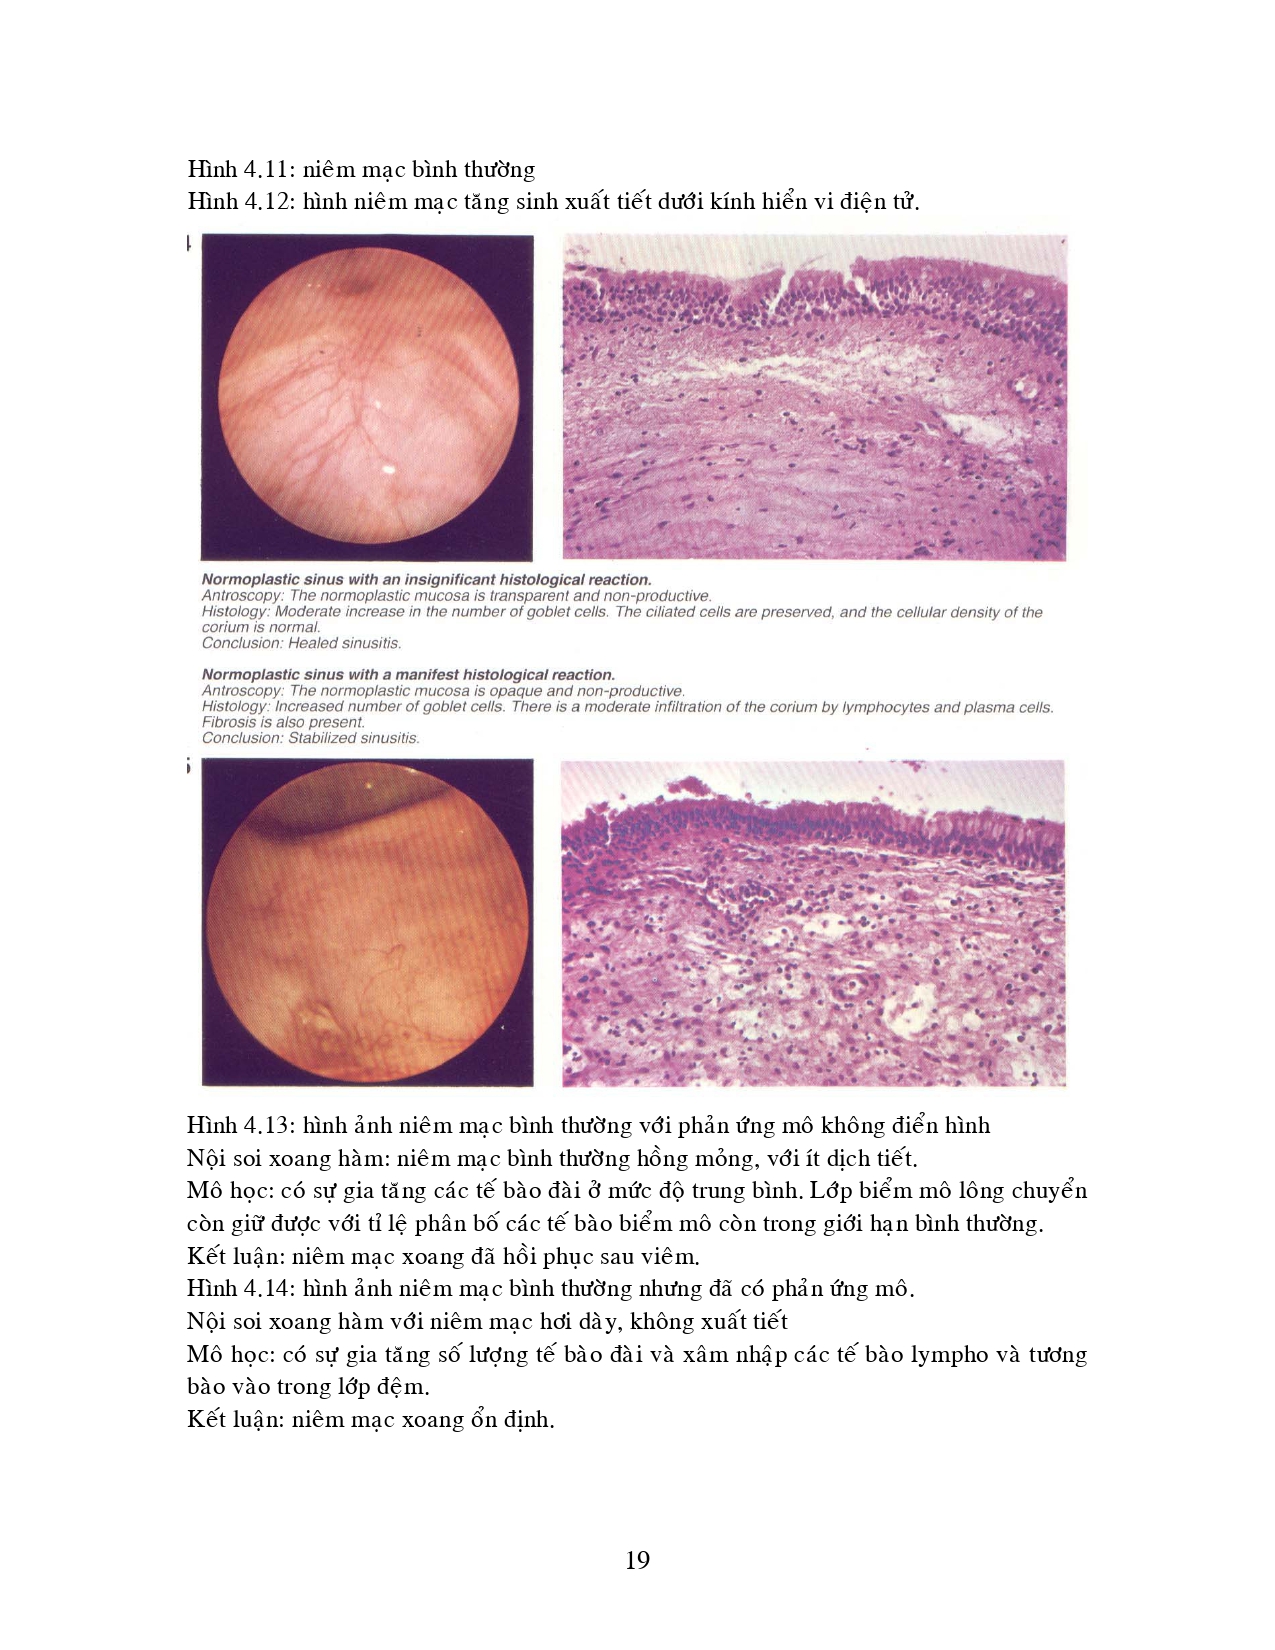 Hình 4.11: niêm mạc bình thường
Hình 4.12: hình niêm mạc tăng sinh xuất tiết dưới kính hiển vi điện tử.
Normoplastic sinus with an insignificant histological reaction.
Antroscopy: The normoplastic mucosa is transparent and non-productive.
Histology: Moderate increase in the number of goblet cells. The ciliated cells are preserved, and the cellular density of the
corium is normal.
Conclusion: Healed sinusitis.
Normoplastic sinus with a manifest histological reaction.
Antroscopy: The normoplastic mucosa is opaque and non-productive.
Histology: Increased number of goblet cells. There is a moderate infiltration of the corium by lymphocytes and plasma cells.
Fibrosis is also present.
Conclusion: Stabilized sinusitis.
Hình 4.13: hình ảnh niêm mạc bình thường với phản ứng mô không điển hình
Nội soi xoang hàm: niêm mạc bình thường hồng mỏng, với ít dịch tiết.
Mô học: có sự gia tăng các tế bào đài ở mức độ trung bình. Lớp biểm mô lông chuyển
còn giữ được với tỉ lệ phân bố các tế bào biểm mô còn trong giới hạn bình thường.
Kết luận: niêm mạc xoang đã hồi phục sau viêm.
Hình 4.14: hình ảnh niêm mạc bình thường nhưng đã có phản ứng mô.
Nội soi xoang hàm với niêm mạc hơi dày, không xuất tiết
Mô học: có sự gia tăng số lượng tế bào đài và xâm nhập các tế bào lympho và tương
bào vào trong lớp đệm.
Kết luận: niêm mạc xoang ổn định.
19